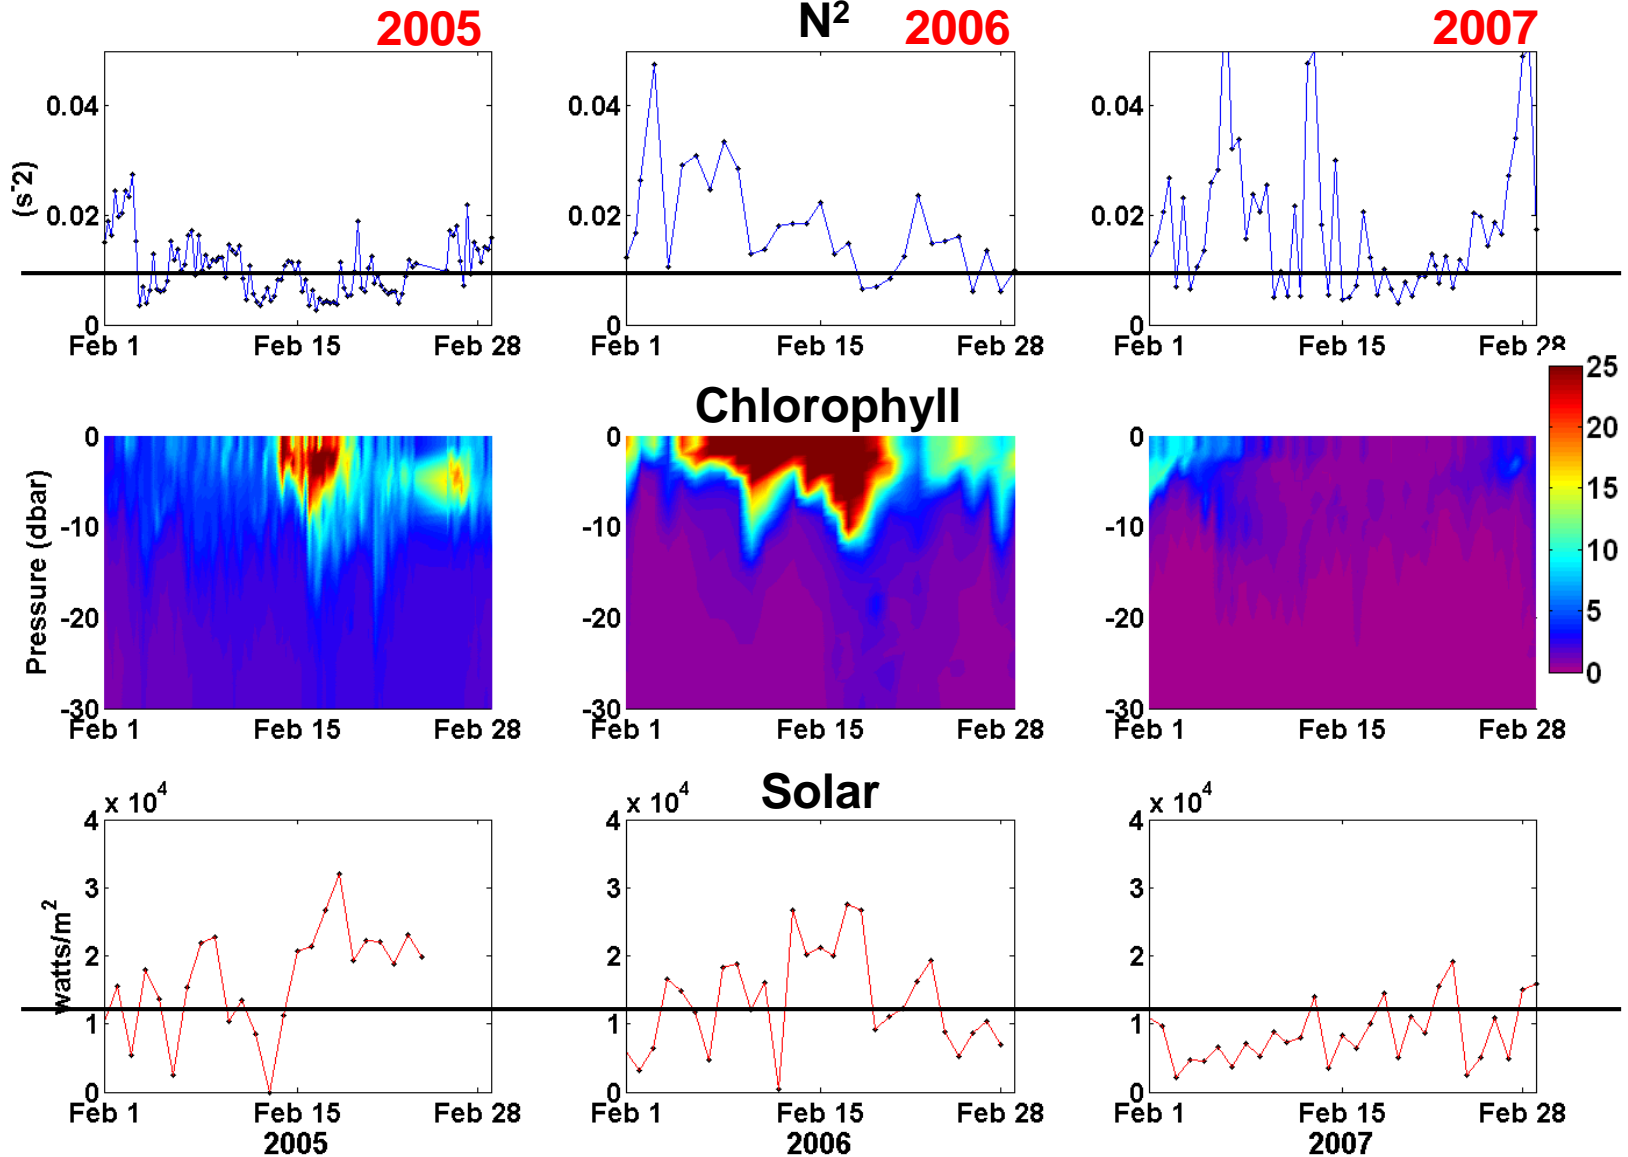 2005 N² 2006 2007
0.04 0.04 0.04
(s-2)
0.02 0.02 0.02
0 0 0
Feb 1 Feb 15 Feb 28 Feb 1 Feb 15 Feb 28 Feb 1 Feb 15 Feb 28
Chlorophyll
25
20
15
10
5
0
Pressure (dbar)
0 0 0
-10 -10 -10
-20 -20 -20
-30 -30 -30
Feb 1 Feb 15 Feb 28 Feb 1 Feb 15 Feb 28 Feb 1 Feb 15 Feb 28
Solar
x 10⁴ x 10⁴ x 10⁴
4 4 4
3 3 3
watts/m²
2 2 2
1 1 1
0 0 0
Feb 1 Feb 15 Feb 28 Feb 1 Feb 15 Feb 28 Feb 1 Feb 15 Feb 28
2005 2006 2007